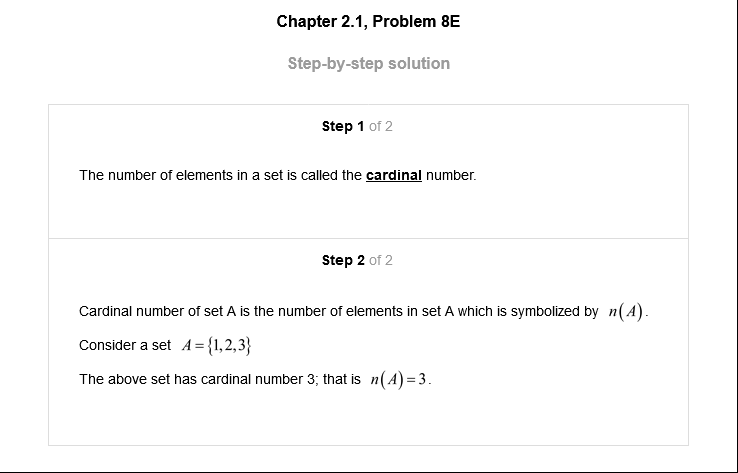 Chapter 2.1, Problem 8E
Step-by-step solution
Step 1 of 2
The number of elements in a set is called the cardinal number.
Step 2 of 2
Cardinal number of set A is the number of elements in set A which is symbolized by n(A).
Consider a set A={1,2,3}
The above set has cardinal number 3; that is n(A)=3.